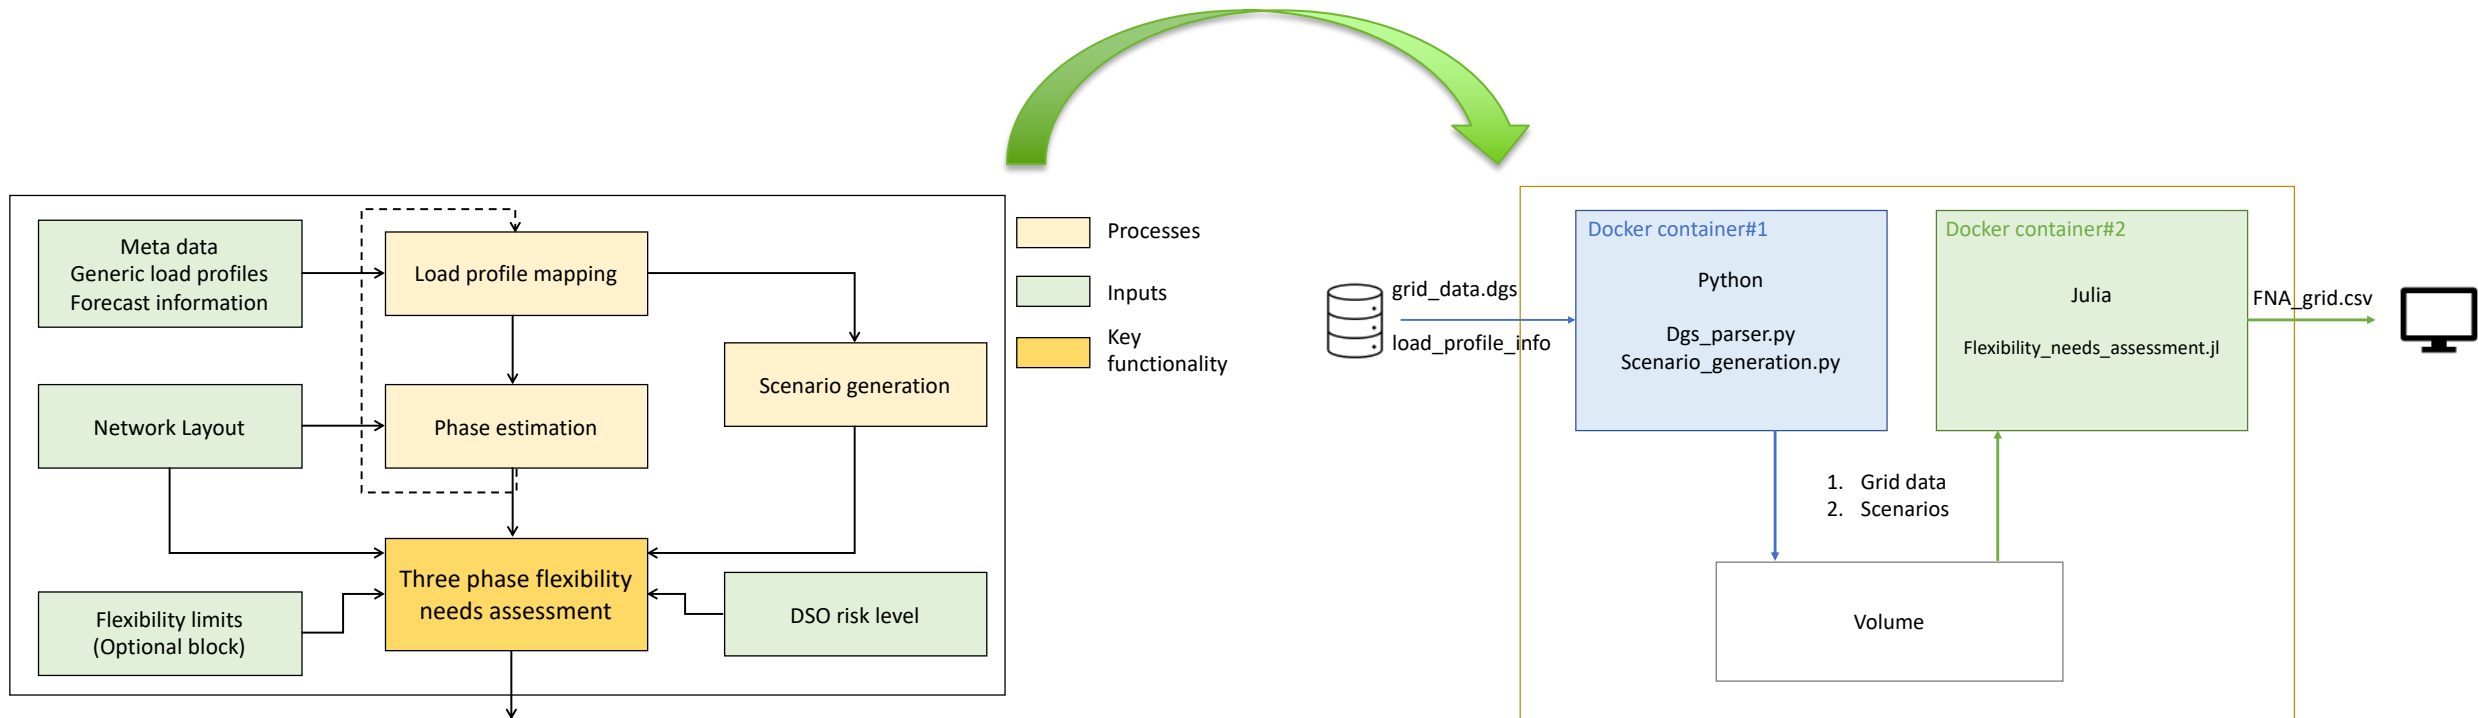 Meta data
Generic load profiles
Forecast information
Load profile mapping
Network Layout
Phase estimation
Scenario generation
Three phase flexibility
needs assessment
Flexibility limits
(Optional block)
DSO risk level
Processes
Inputs
Key
functionality
grid_data.dgs
load_profile_info
Docker container#1
Python
Dgs_parser.py
Scenario_generation.py
Docker container#2
Julia
Flexibility_needs_assessment.jl
FNA_grid.csv
1. Grid data
2. Scenarios
Volume